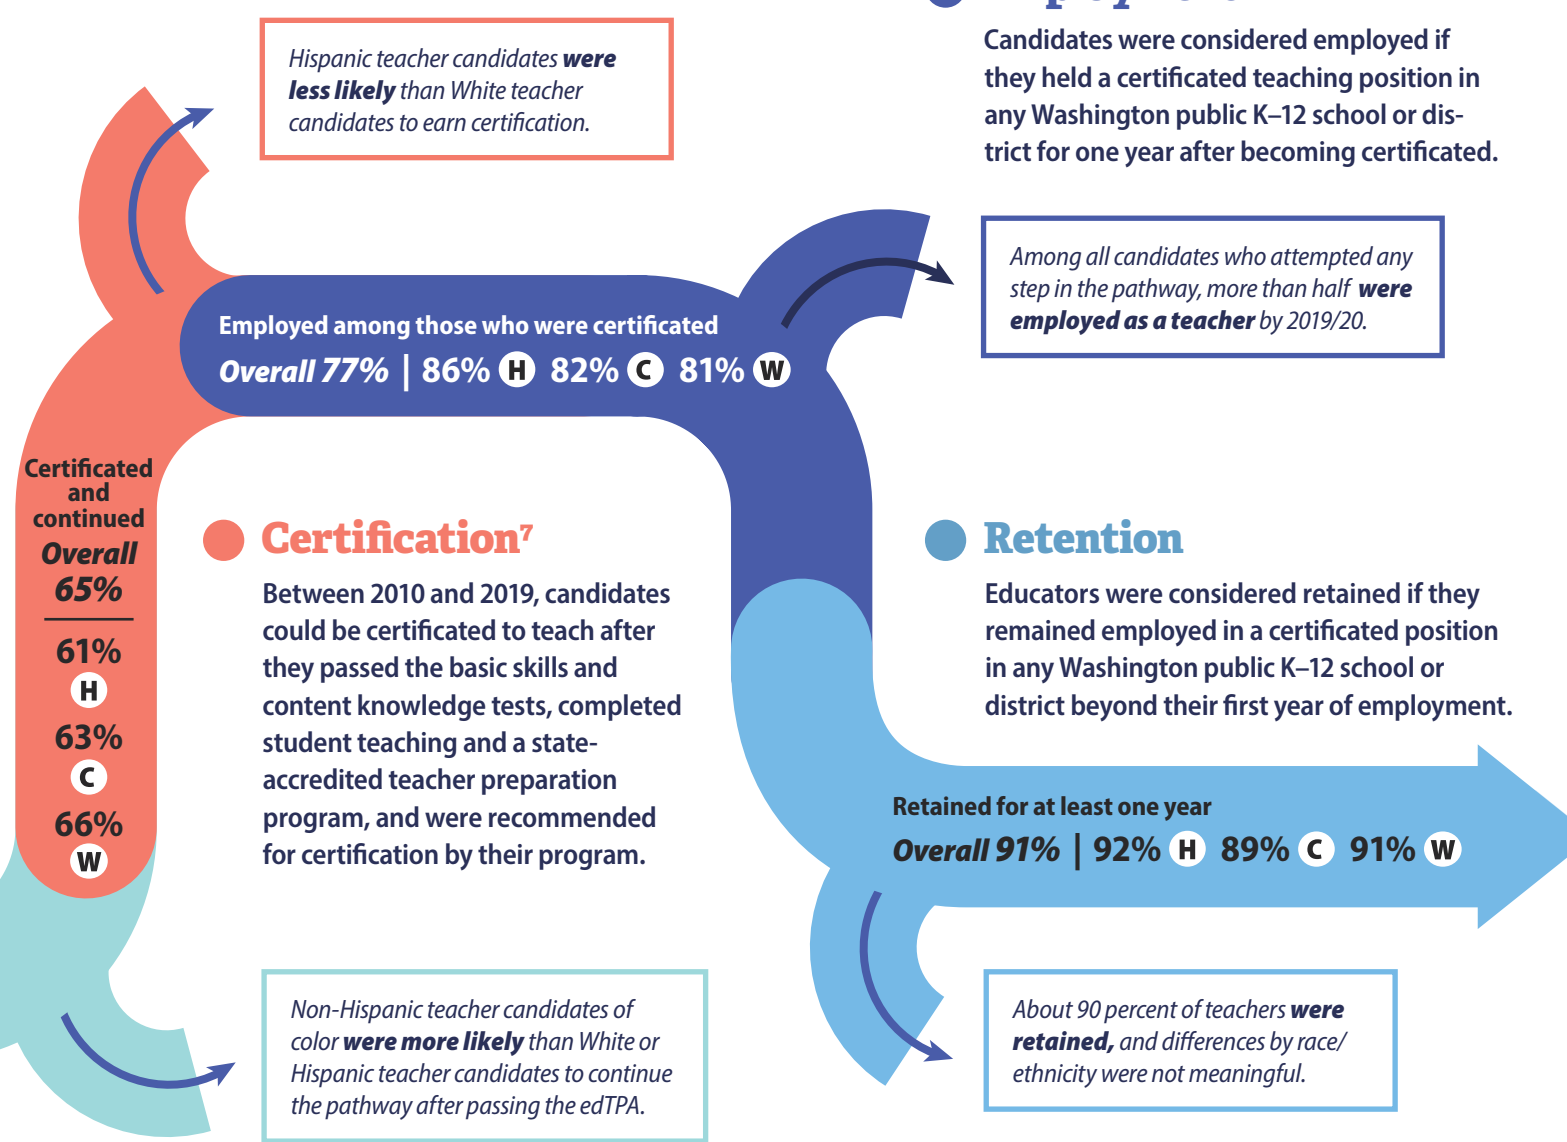 Hispanic teacher candidates were
less likely than White teacher
candidates to earn certification.
Candidates were considered employed if
they held a certificated teaching position in
any Washington public K–12 school or dis-
trict for one year after becoming certificated.
Among all candidates who attempted any
step in the pathway, more than half were
employed as a teacher by 2019/20.
Employed among those who were certificated
Overall 77% | 86% H 82% C 81% W
Certificated
and
continued
Overall
65%
61%
H
63%
C
66%
W
Certification⁷
Between 2010 and 2019, candidates
could be certificated to teach after
they passed the basic skills and
content knowledge tests, completed
student teaching and a state-
accredited teacher preparation
program, and were recommended
for certification by their program.
Retention
Educators were considered retained if they
remained employed in a certificated position
in any Washington public K–12 school or
district beyond their first year of employment.
Retained for at least one year
Overall 91% | 92% H 89% C 91% W
Non-Hispanic teacher candidates of
color were more likely than White or
Hispanic teacher candidates to continue
the pathway after passing the edTPA.
About 90 percent of teachers were
retained, and differences by race/
ethnicity were not meaningful.